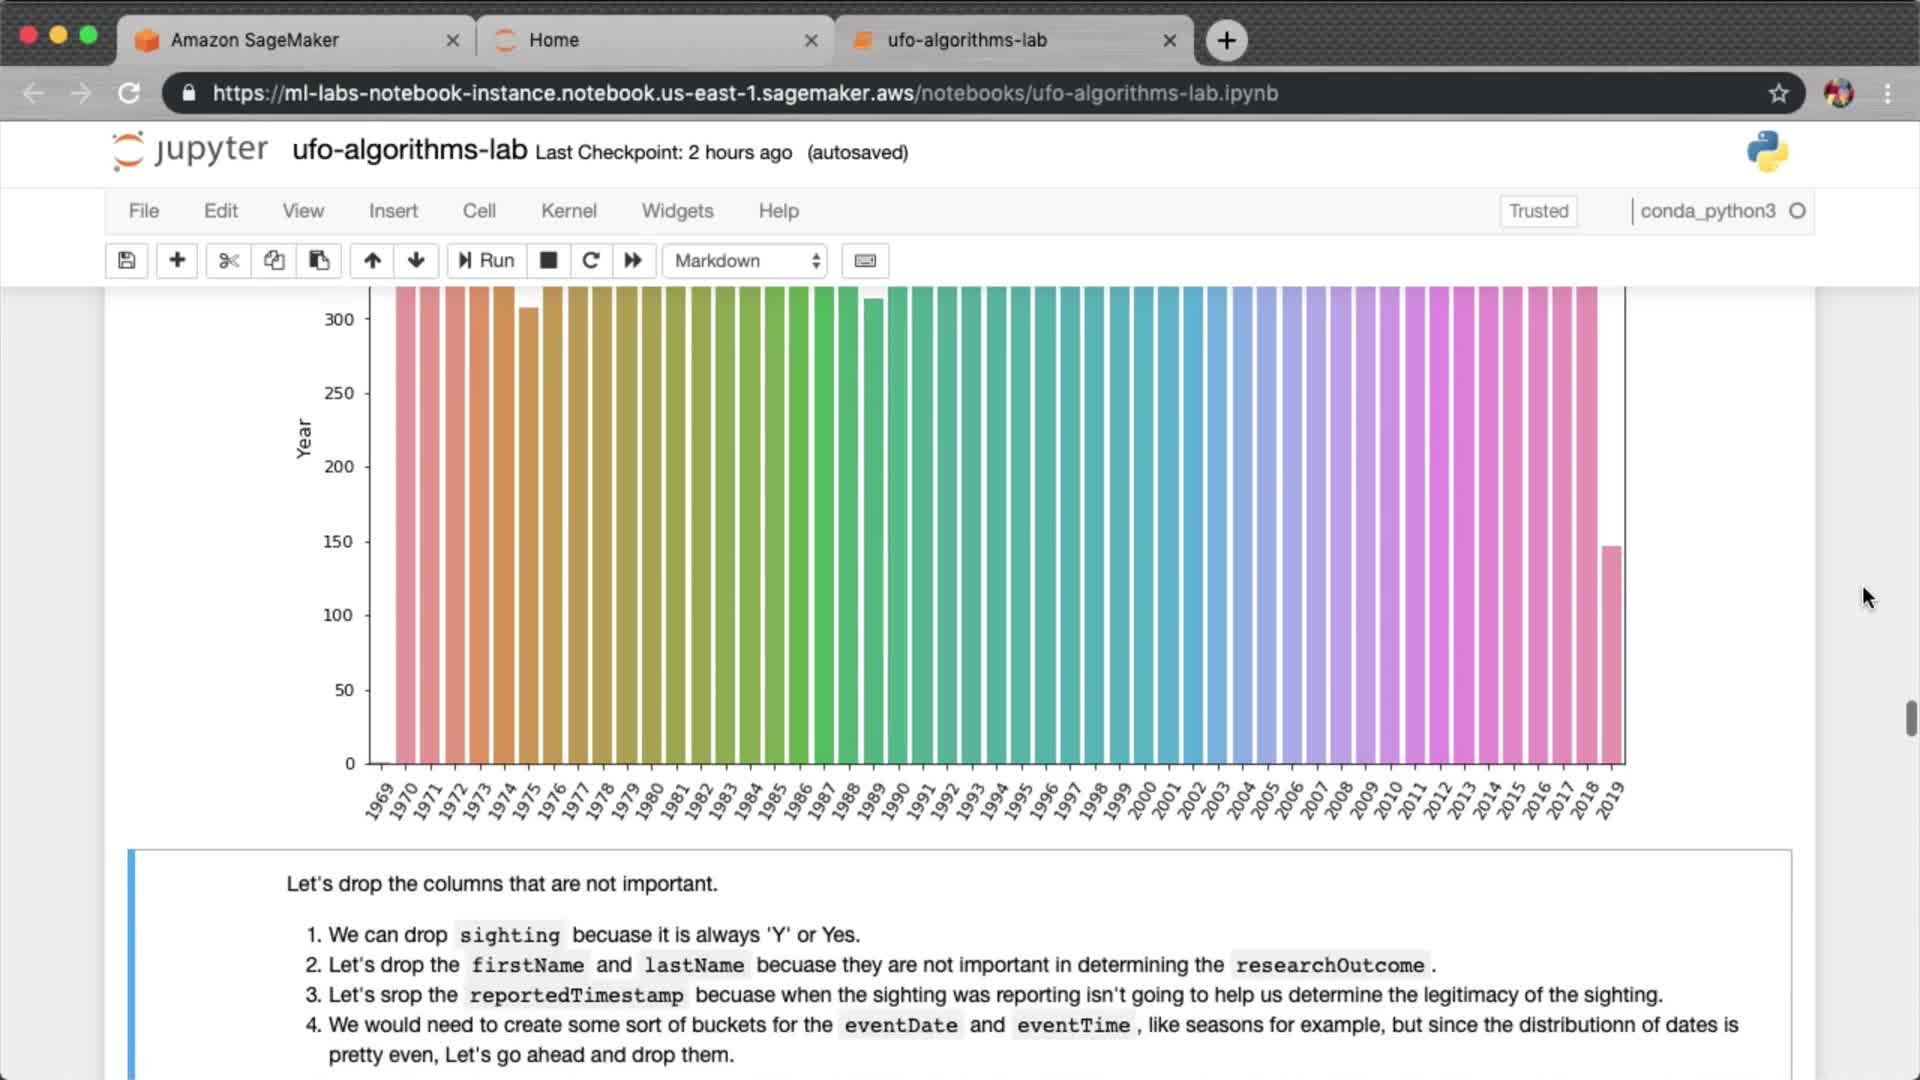 Amazon SageMaker
Home
ufo-algorithms-lab
https://ml-labs-notebook-instance.notebook.us-east-1.sagemaker.aws/notebooks/ufo-algorithms-lab.ipynb
jupyter ufo-algorithms-lab Last Checkpoint: 2 hours ago (autosaved)
File Edit View Insert Cell Kernel Widgets Help Trusted conda_python3
Run Markdown
300
250
200
150
100
50
0
Year
1969 1970 1971 1972 1973 1974 1975 1976 1977 1978 1979 1980 1981 1982 1983 1984 1985 1986 1987 1988 1989 1990 1991 1992 1993 1994 1995 1996 1997 1998 1999 2000 2001 2002 2003 2004 2005 2006 2007 2008 2009 2010 2011 2012 2013 2014 2015 2016 2017 2018 2019
Let's drop the columns that are not important.
1. We can drop sighting becuase it is always 'Y' or Yes.
2. Let's drop the firstName and lastName becuase they are not important in determining the researchOutcome.
3. Let's srop the reportedTimestamp becuase when the sighting was reporting isn't going to help us determine the legitimacy of the sighting.
4. We would need to create some sort of buckets for the eventDate and eventTime, like seasons for example, but since the distributionn of dates is
pretty even, Let's go ahead and drop them.